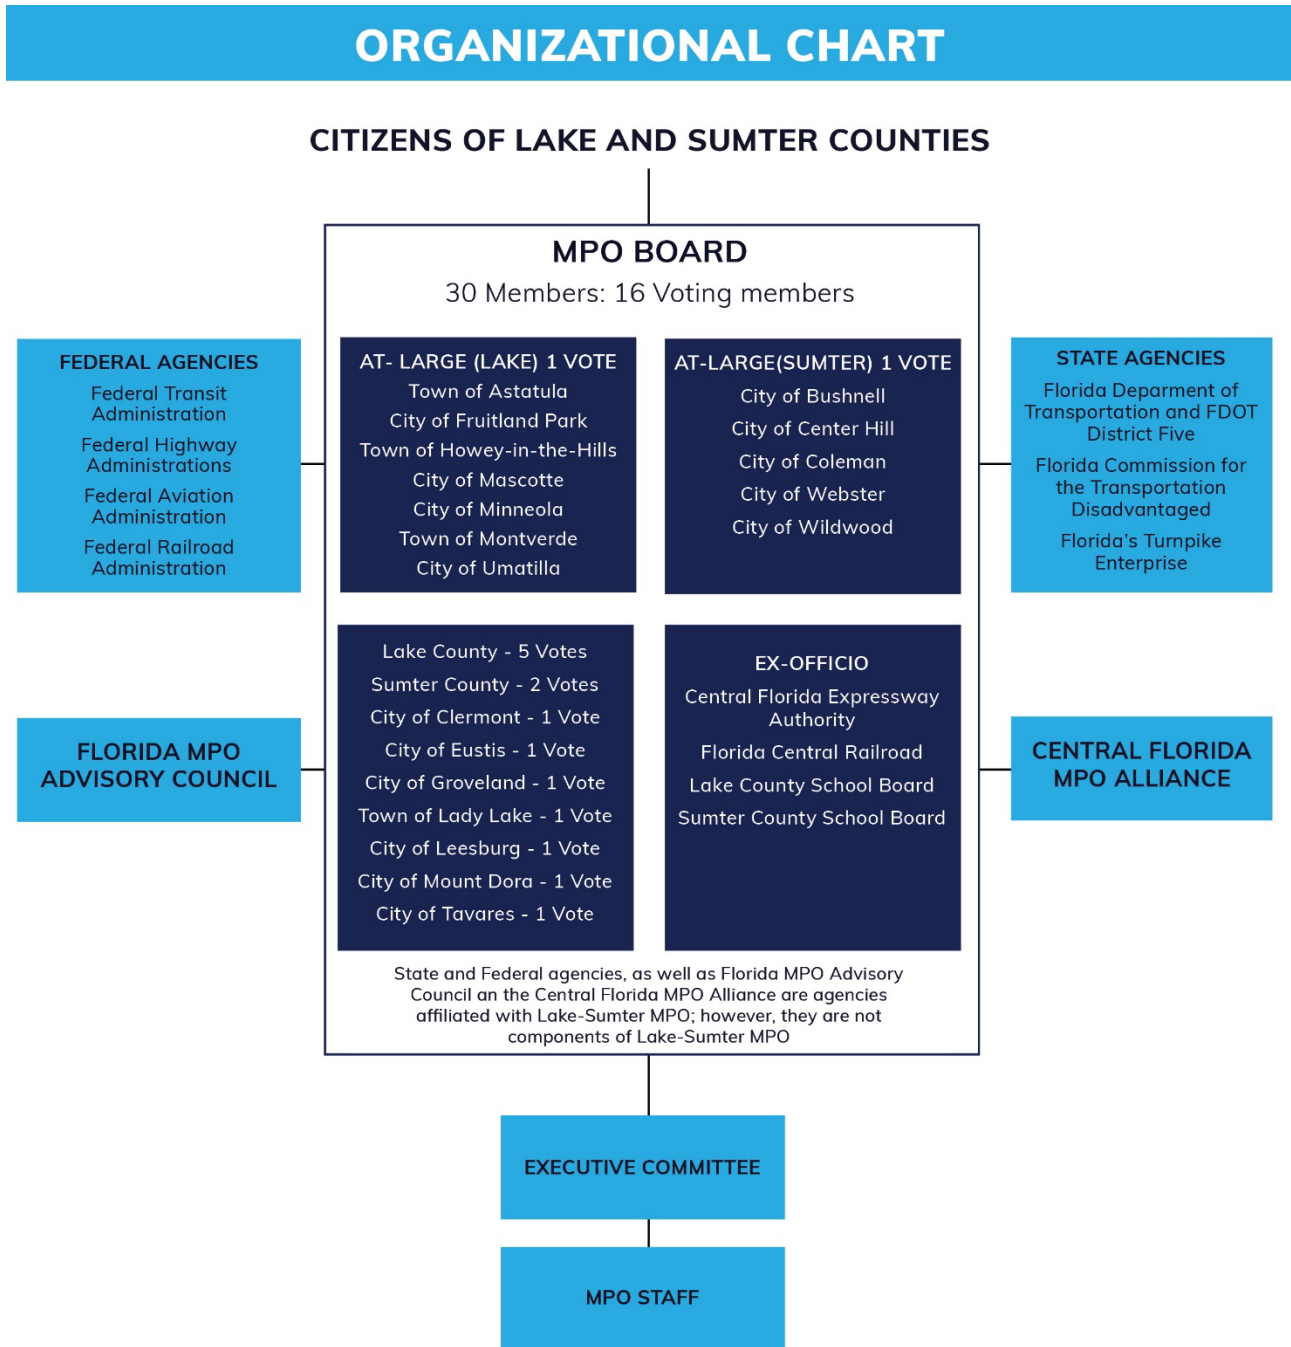 ORGANIZATIONAL CHART
CITIZENS OF LAKE AND SUMTER COUNTIES
MPO BOARD
30 Members: 16 Voting members
FEDERAL AGENCIES
Federal Transit
Administration
Federal Highway
Administrations
Federal Aviation
Administration
Federal Railroad
Administration
AT- LARGE (LAKE) 1 VOTE
Town of Astatula
City of Fruitland Park
Town of Howey-in-the-Hills
City of Mascotte
City of Minneola
Town of Montverde
City of Umatilla
AT-LARGE(SUMTER) 1 VOTE
City of Bushnell
City of Center Hill
City of Coleman
City of Webster
City of Wildwood
STATE AGENCIES
Florida Deparment of
Transportation and FDOT
District Five
Florida Commission for
the Transportation
Disadvantaged
Florida’s Turnpike
Enterprise
FLORIDA MPO
ADVISORY COUNCIL
Lake County - 5 Votes
Sumter County - 2 Votes
City of Clermont - 1 Vote
City of Eustis - 1 Vote
City of Groveland - 1 Vote
Town of Lady Lake - 1 Vote
City of Leesburg - 1 Vote
City of Mount Dora - 1 Vote
City of Tavares - 1 Vote
EX-OFFICIO
Central Florida Expressway
Authority
Florida Central Railroad
Lake County School Board
Sumter County School Board
CENTRAL FLORIDA
MPO ALLIANCE
State and Federal agencies, as well as Florida MPO Advisory
Council an the Central Florida MPO Alliance are agencies
affiliated with Lake-Sumter MPO; however, they are not
components of Lake-Sumter MPO
EXECUTIVE COMMITTEE
MPO STAFF